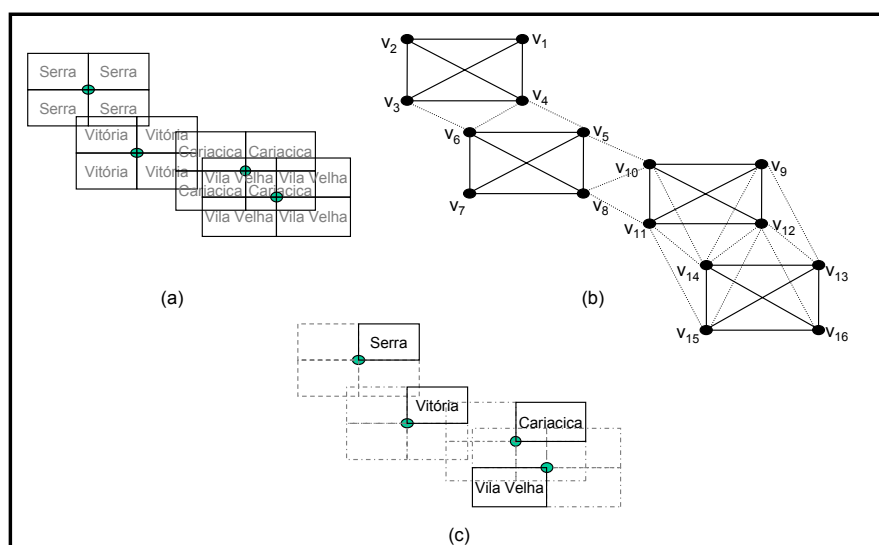 Serra Serra
Serra Serra
Vitória Vitória
Vitória Vitória
Cariacica Cariacica
Vila Velha Vila Velha
Cariacica Cariacica
Vila Velha Vila Velha
(a)
v2 v1
v3 v4
v6 v5
v7 v8
v10 v9
v11 v12
v14 v13
v15 v16
(b)
Serra
Vitória
Cariacica
Vila Velha
(c)